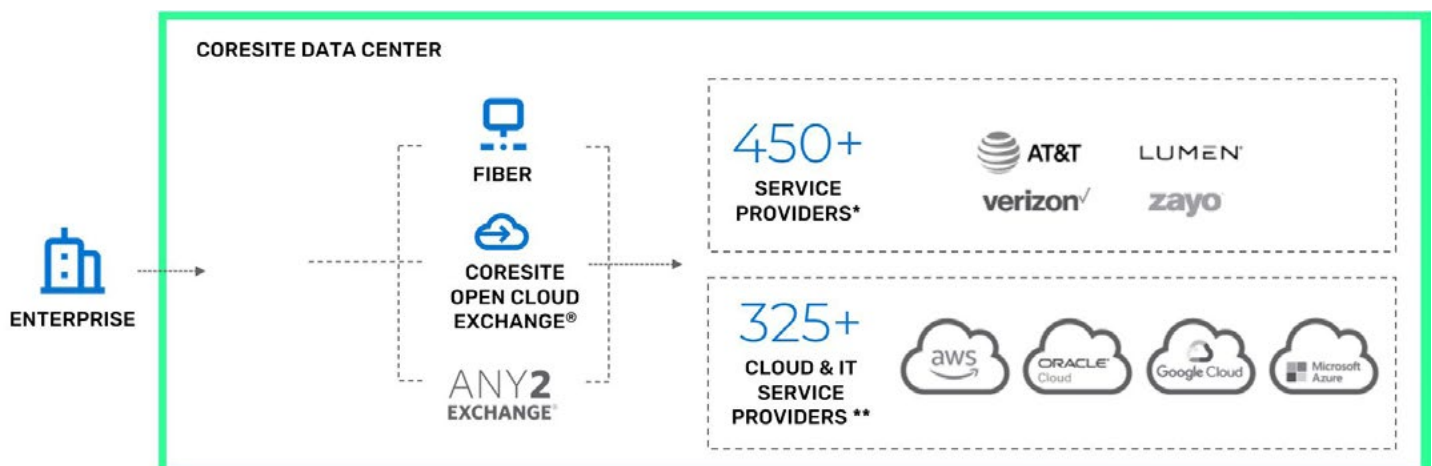 CORESITE DATA CENTER
ENTERPRISE
FIBER
CORESITE
OPEN CLOUD
EXCHANGE®
ANY2
EXCHANGE®
450+
SERVICE
PROVIDERS*
AT&T
LUMEN®
verizon✓
zayo
325+
CLOUD & IT
SERVICE
PROVIDERS **
aws
ORACLE
Cloud
Google Cloud
Microsoft
Azure